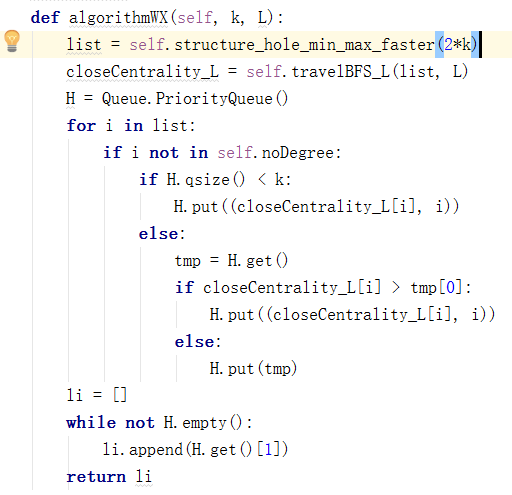 def algorithmWX(self, k, L):
    list = self.structure_hole_min_max_faster(2*k)
    closeCentrality_L = self.travelBFS_L(list, L)
    H = Queue.PriorityQueue()
    for i in list:
        if i not in self.noDegree:
            if H.qsize() < k:
                H.put((closeCentrality_L[i], i))
            else:
                tmp = H.get()
                if closeCentrality_L[i] > tmp[0]:
                    H.put((closeCentrality_L[i], i))
                else:
                    H.put(tmp)
    li = []
    while not H.empty():
        li.append(H.get()[1])
    return li